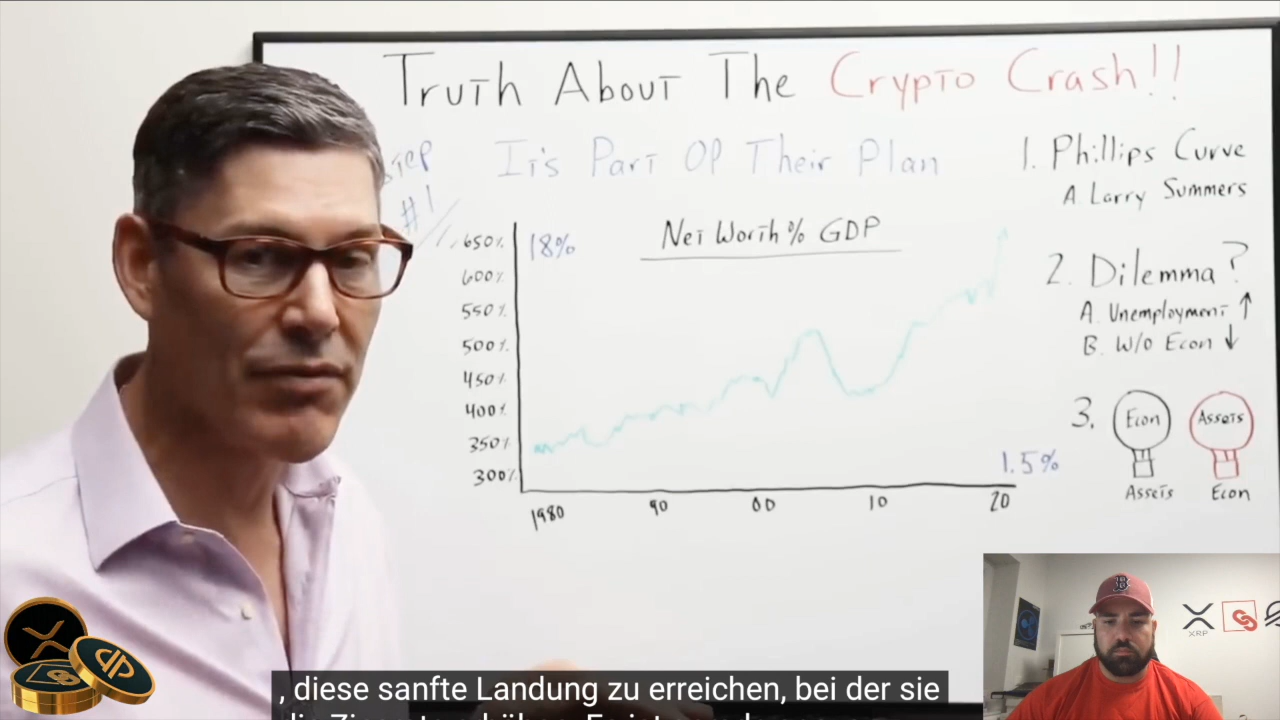 Truth About The Crypto Crash!!
Step
#1
It's Part Of Their Plan
1. Phillips Curve
A. Larry Summers
Net Worth % GDP
18%
650%
600%
550%
500%
450%
400%
350%
300%
1.5%
1980
90
00
10
20
2. Dilemma?
A. Unemployment ↑
B. W/O Econ ↓
3.
Econ
Assets
Assets
Econ
B
XRP
, diese sanfte Landung zu erreichen, bei der sie